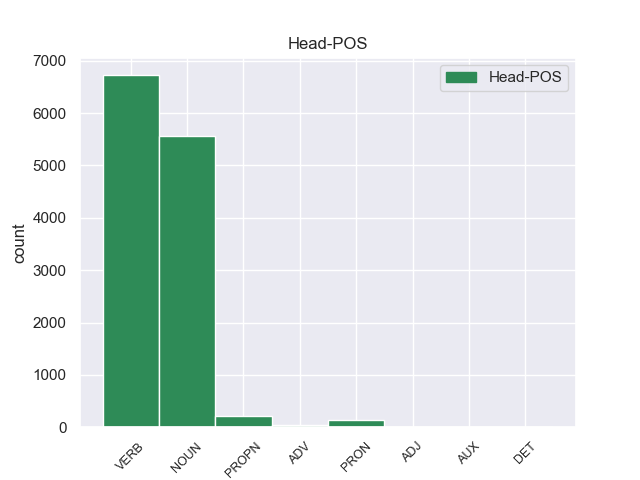 Head-POS
Head-POS
7000
6000
5000
4000
3000
2000
1000
0
count
VERB
NOUN
PROPN
ADV
PRON
ADJ
AUX
DET